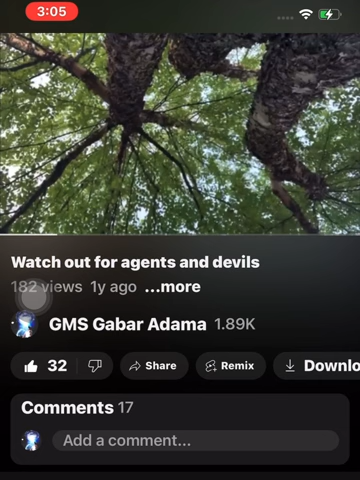 3:05
Watch out for agents and devils
182 views 1y ago ...more
GMS Gabar Adama 1.89K
32 Share Remix Downlo
Comments 17
Add a comment...